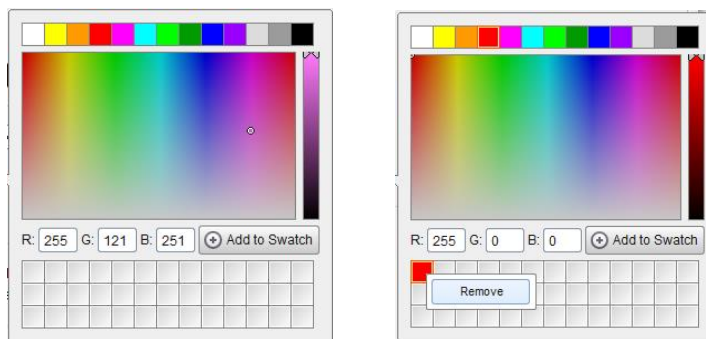 R: 255 G: 121 B: 251 Add to Swatch
R: 255 G: 0 B: 0 Add to Swatch
Remove